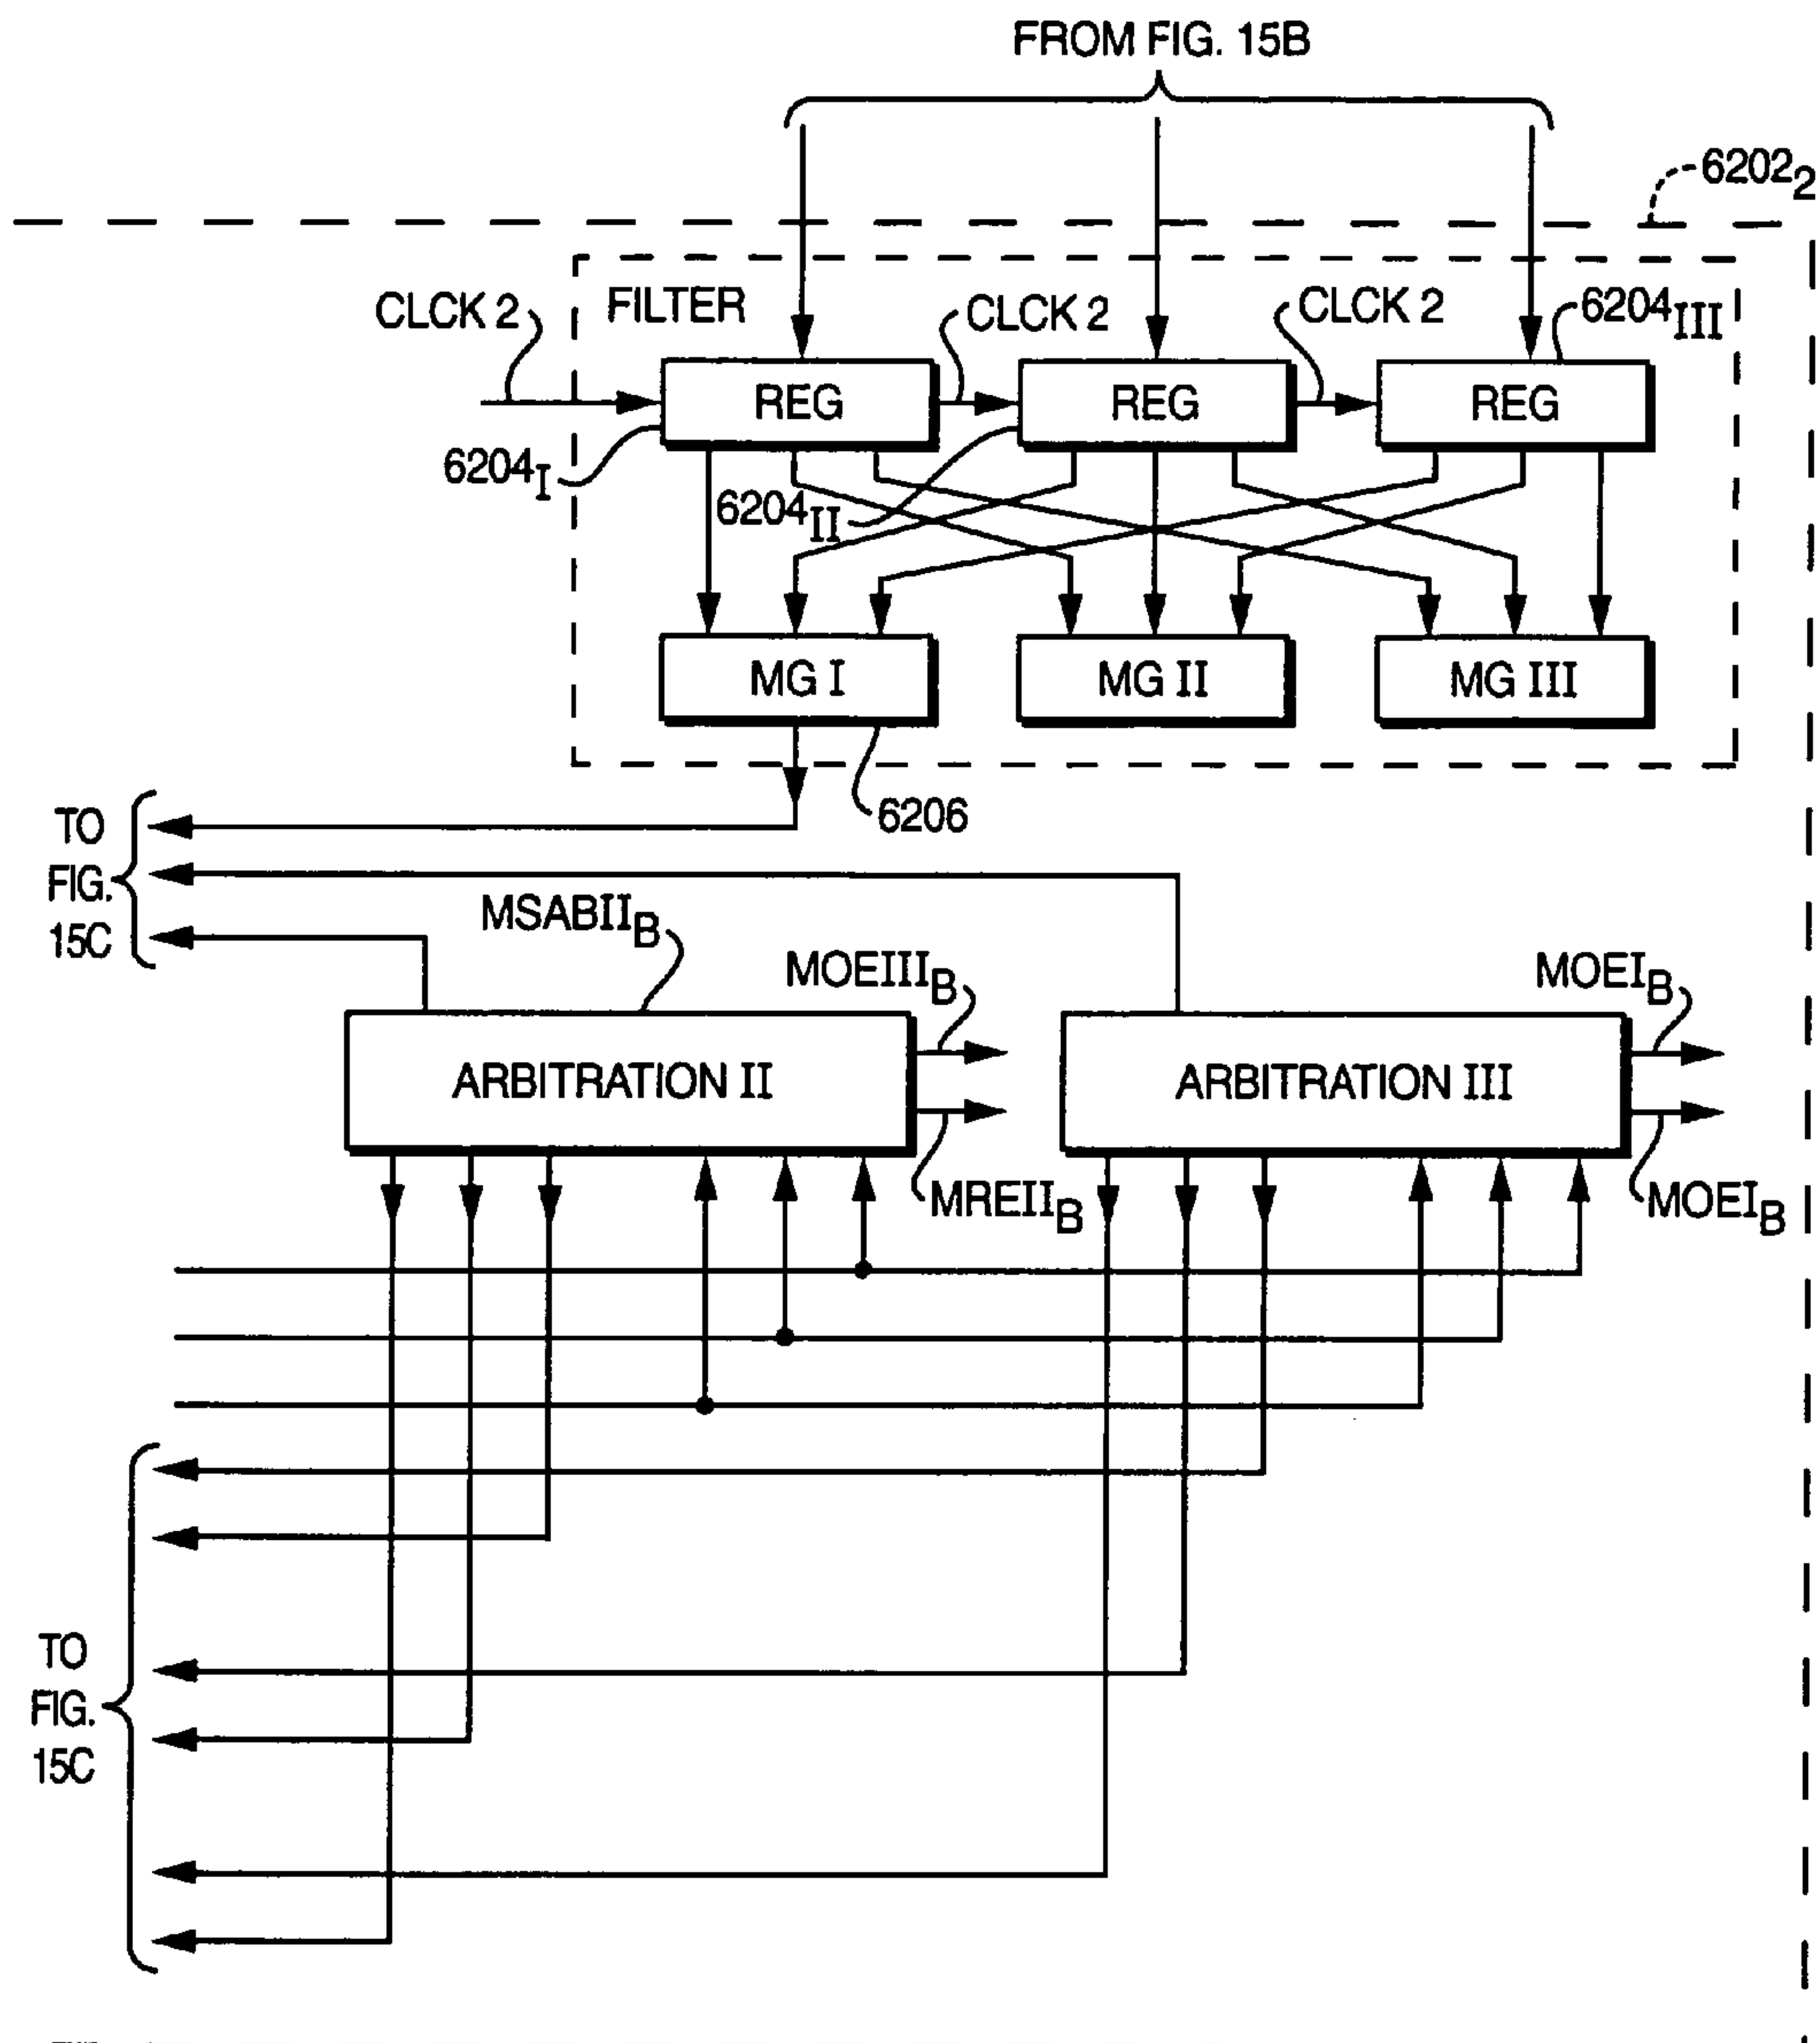 FROM FIG. 15B
6202₂
CLCK 2
FILTER
CLCK 2
CLCK 2
6204III
REG
REG
REG
6204I
6204II
MG I
MG II
MG III
6206
TO
FIG.
15C
MSABIIB
MOEIIIB
MOEIB
ARBITRATION II
ARBITRATION III
MREIIB
MOEIB
TO
FIG.
15C